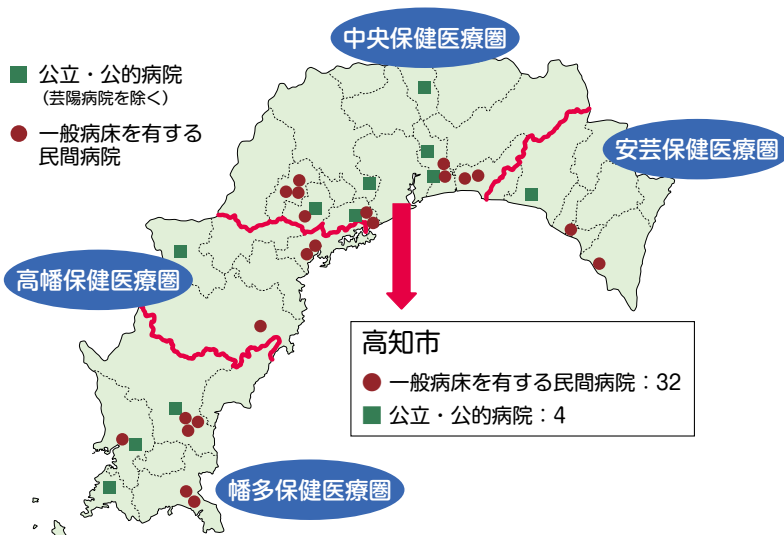 中央保健医療圏
公立・公的病院
(芸陽病院を除く)
一般病床を有する
民間病院
安芸保健医療圏
高幡保健医療圏
高知市
一般病床を有する民間病院：32
公立・公的病院：4
幡多保健医療圏